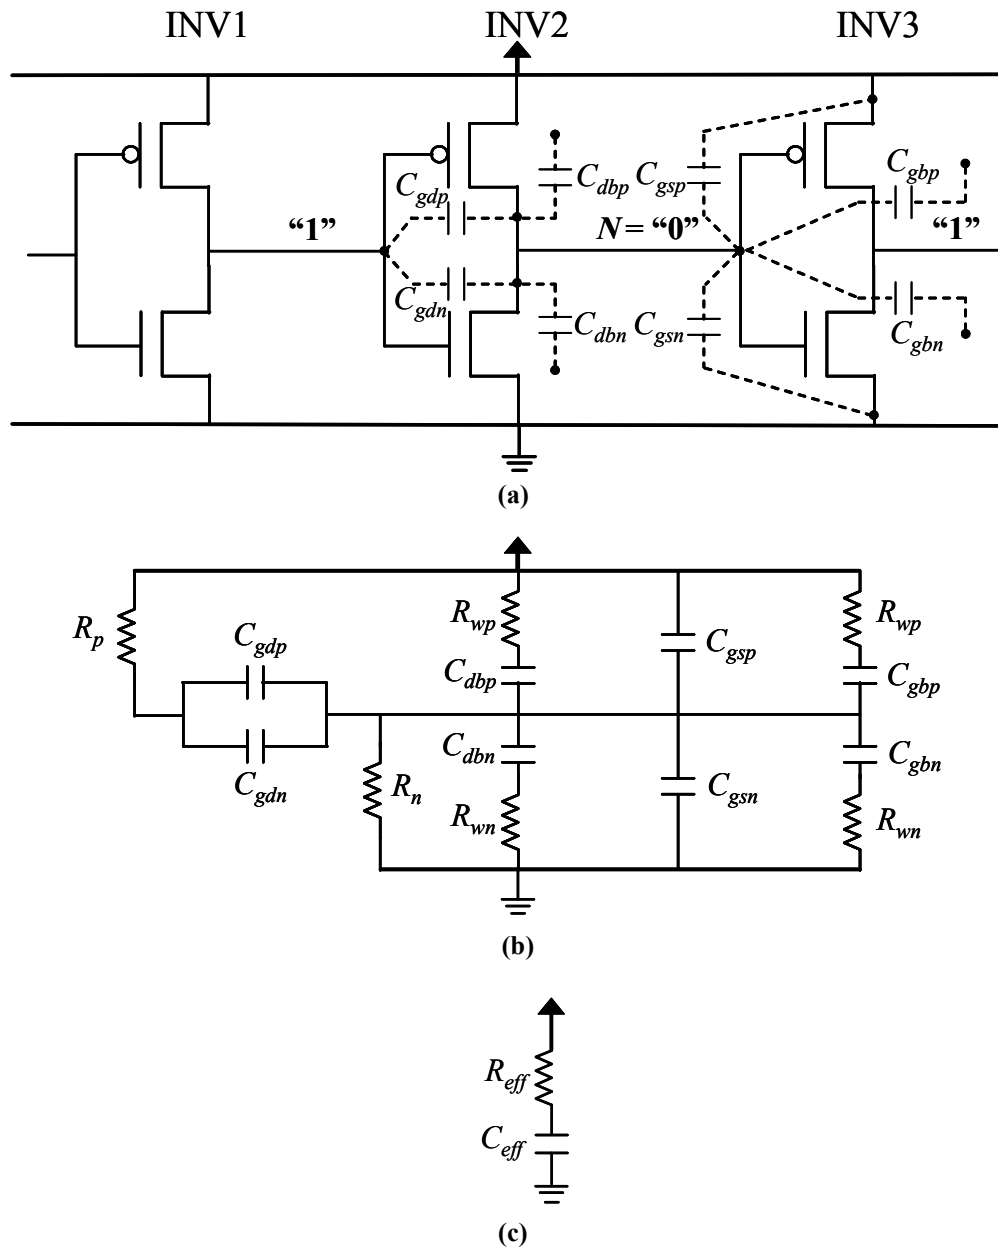 INV1 INV2 INV3
C_gdp C_dbp C_gsp C_gbp
“1” N = “0” “1”
C_gdn C_dbn C_gsn C_gbn
(a)
R_p C_gdp R_wp C_gsp R_wp
C_dbp C_gbp
C_gdn R_n C_dbn C_gsn C_gbn
R_wn R_wn
(b)
R_eff
C_eff
(c)